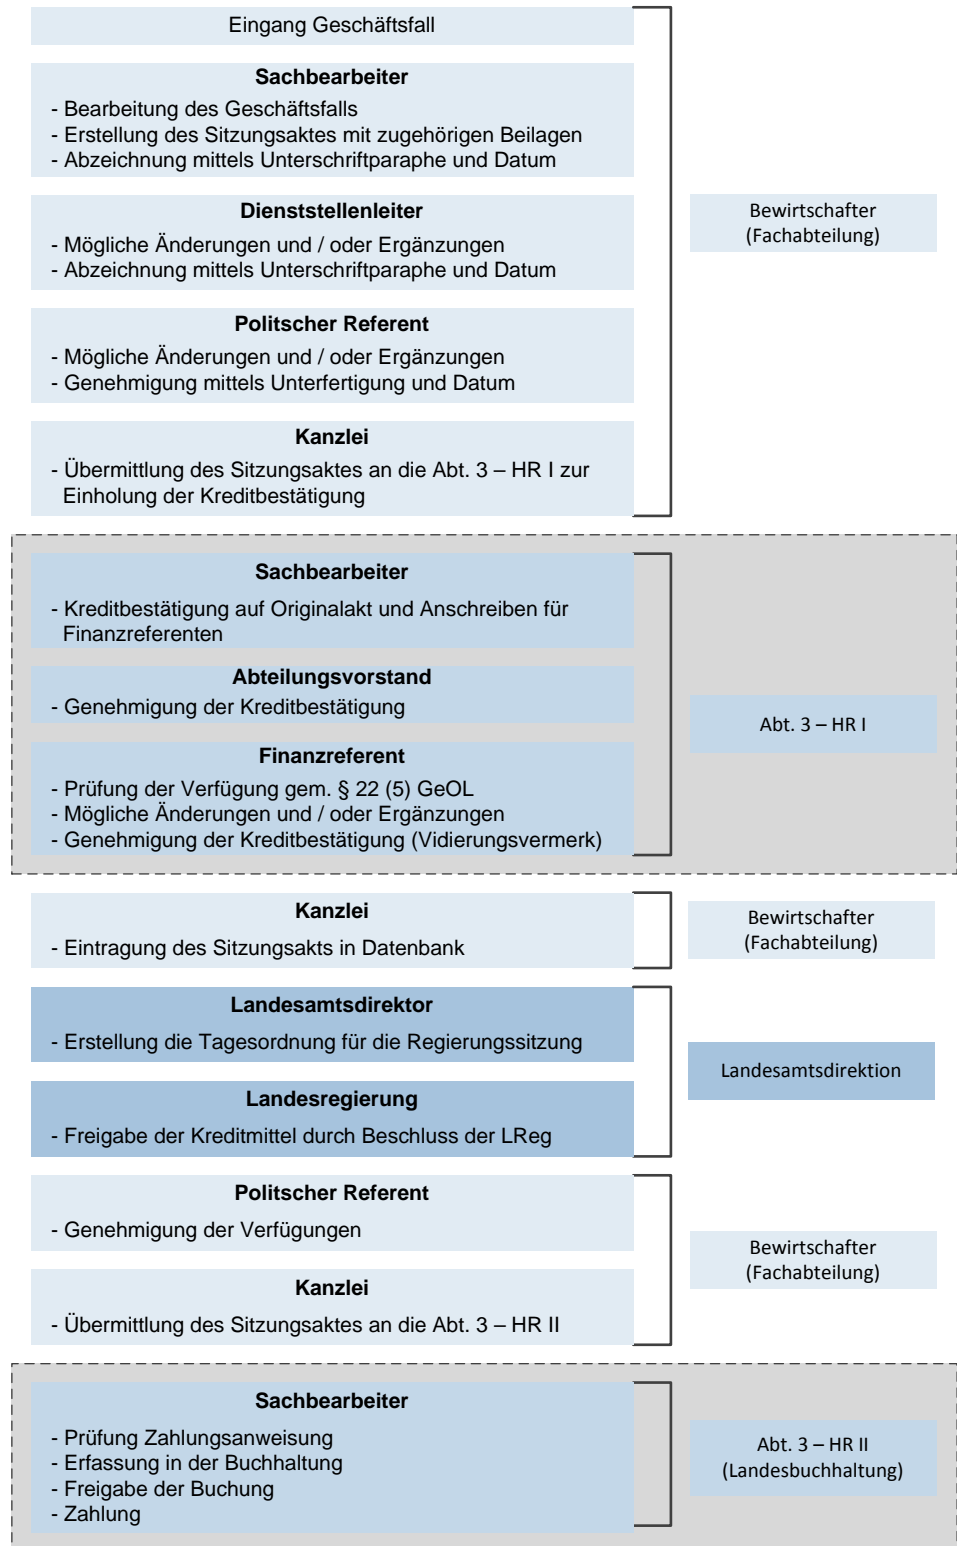 Eingang Geschäftsfall
Sachbearbeiter
- Bearbeitung des Geschäftsfalls
- Erstellung des Sitzungsaktes mit zugehörigen Beilagen
- Abzeichnung mittels Unterschriftparaphe und Datum
Dienststellenleiter
- Mögliche Änderungen und / oder Ergänzungen
- Abzeichnung mittels Unterschriftparaphe und Datum
Bewirtschafter
(Fachabteilung)
Politscher Referent
- Mögliche Änderungen und / oder Ergänzungen
- Genehmigung mittels Unterfertigung und Datum
Kanzlei
- Übermittlung des Sitzungsaktes an die Abt. 3 – HR I zur
Einholung der Kreditbestätigung
Sachbearbeiter
- Kreditbestätigung auf Originalakt und Anschreiben für
Finanzreferenten
Abteilungsvorstand
- Genehmigung der Kreditbestätigung
Abt. 3 – HR I
Finanzreferent
- Prüfung der Verfügung gem. § 22 (5) GeOL
- Mögliche Änderungen und / oder Ergänzungen
- Genehmigung der Kreditbestätigung (Vidierungsvermerk)
Kanzlei
- Eintragung des Sitzungsakts in Datenbank
Bewirtschafter
(Fachabteilung)
Landesamtsdirektor
- Erstellung die Tagesordnung für die Regierungssitzung
Landesamtsdirektion
Landesregierung
- Freigabe der Kreditmittel durch Beschluss der LReg
Politscher Referent
- Genehmigung der Verfügungen
Bewirtschafter
(Fachabteilung)
Kanzlei
- Übermittlung des Sitzungsaktes an die Abt. 3 – HR II
Sachbearbeiter
- Prüfung Zahlungsanweisung
- Erfassung in der Buchhaltung
- Freigabe der Buchung
- Zahlung
Abt. 3 – HR II
(Landesbuchhaltung)